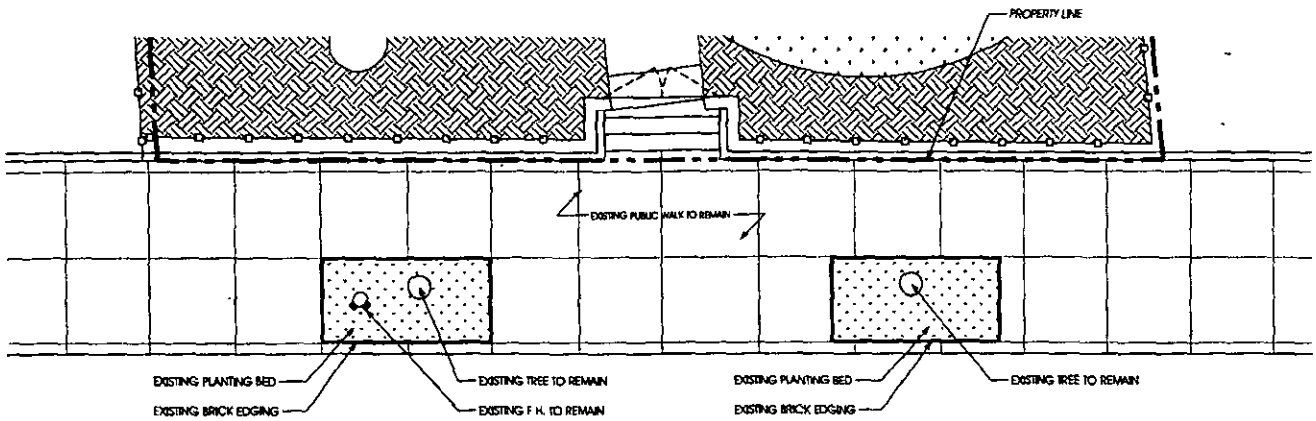 PROPERTY LINE
EXISTING PUBLIC WALK TO REMAIN
EXISTING PLANTING BED
EXISTING TREE TO REMAIN
EXISTING PLANTING BED
EXISTING TREE TO REMAIN
EXISTING BRICK EDGING
EXISTING F H. TO REMAIN
EXISTING BRICK EDGING